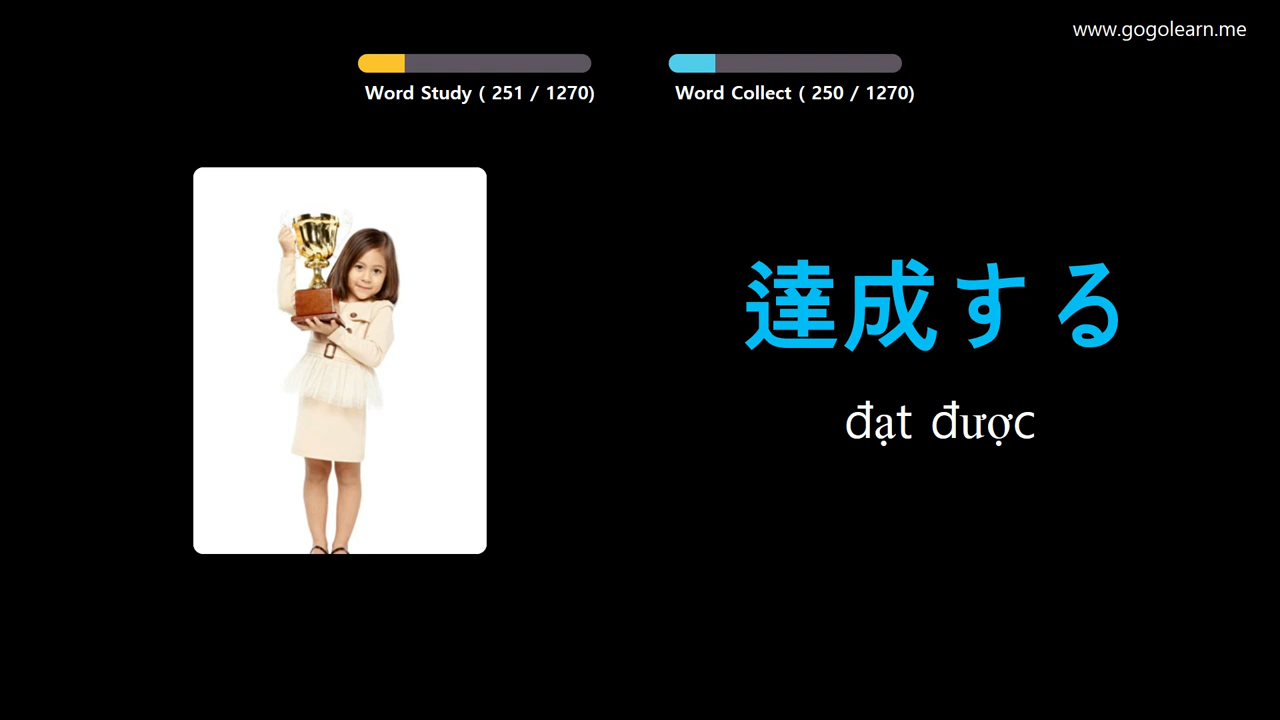 www.gogolearn.me
Word Study ( 251 / 1270)
Word Collect ( 250 / 1270)
達成する
đạt được